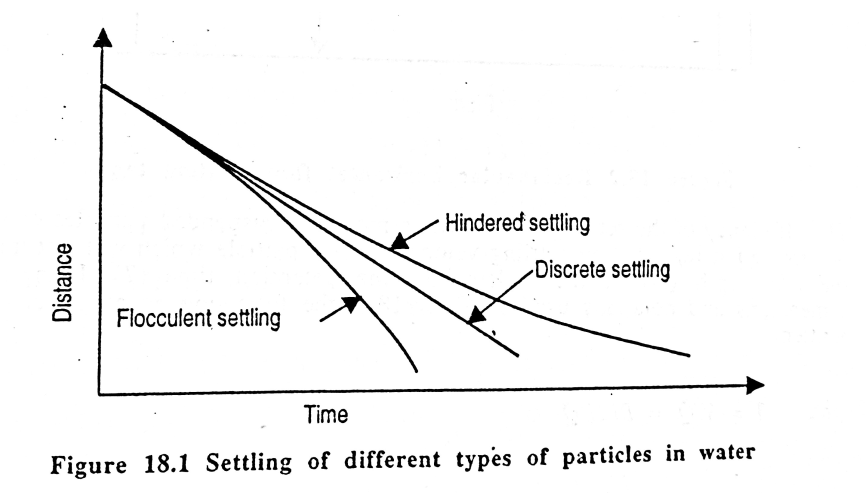 Hindered settling
Discrete settling
Distance
Flocculent settling
Time
Figure 18.1 Settling of different types of particles in water